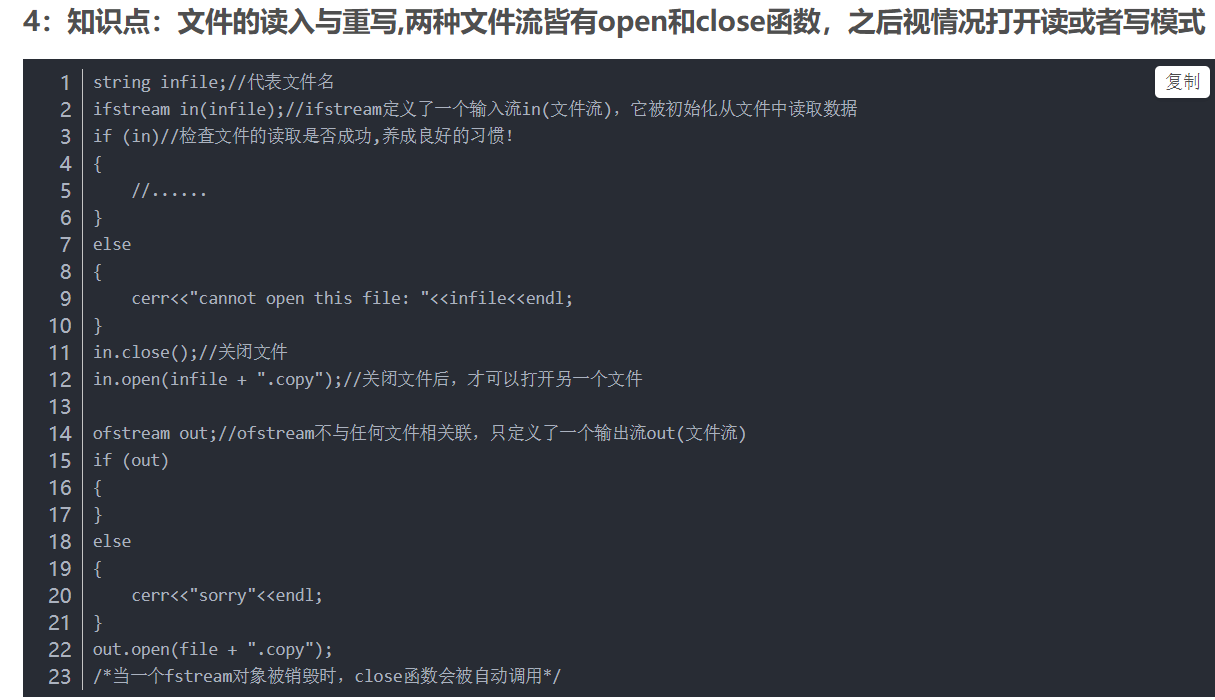 4：知识点：文件的读入与重写,两种文件流皆有open和close函数，之后视情况打开读或者写模式
复制
1 string infile;//代表文件名
2 ifstream in(infile);//ifstream定义了一个输入流in(文件流)，它被初始化从文件中读取数据
3 if (in)//检查文件的读取是否成功,养成良好的习惯！
4 {
5     //......
6 }
7 else
8 {
9     cerr<<"cannot open this file: "<<infile<<endl;
10 }
11 in.close();//关闭文件
12 in.open(infile + ".copy");//关闭文件后，才可以打开另一个文件
13
14 ofstream out;//ofstream不与任何文件相关联，只定义了一个输出流out(文件流)
15 if (out)
16 {
17 }
18 else
19 {
20     cerr<<"sorry"<<endl;
21 }
22 out.open(file + ".copy");
23 /*当一个fstream对象被销毁时，close函数会被自动调用*/